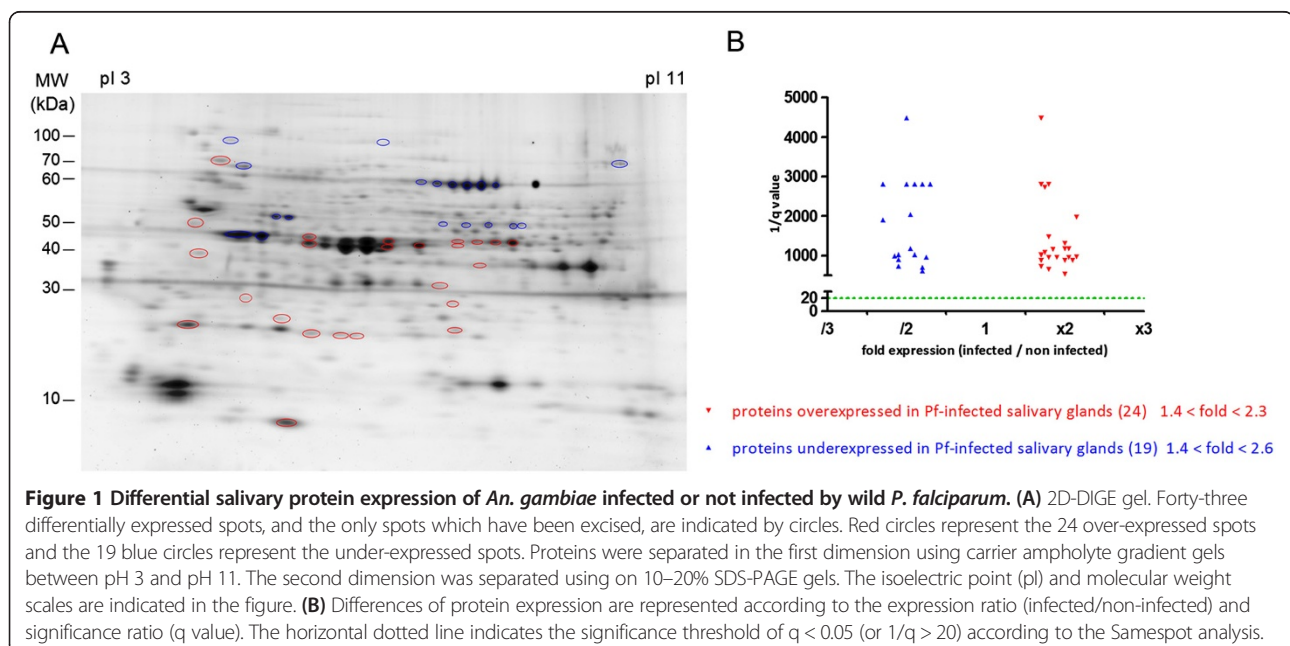 A
B
pI 3
pI 11
MW
(kDa)
100
70
60
50
40
30
10
5000
4000
3000
2000
1000
20
0
1/q value
/3 /2 1 x2 x3
fold expression (infected / non infected)
proteins overexpressed in Pf-infected salivary glands (24) 1.4 < fold < 2.3
proteins underexpressed in Pf-infected salivary glands (19) 1.4 < fold < 2.6
Figure 1 Differential salivary protein expression of An. gambiae infected or not infected by wild P. falciparum. (A) 2D-DIGE gel. Forty-three
differentially expressed spots, and the only spots which have been excised, are indicated by circles. Red circles represent the 24 over-expressed spots
and the 19 blue circles represent the under-expressed spots. Proteins were separated in the first dimension using carrier ampholyte gradient gels
between pH 3 and pH 11. The second dimension was separated using on 10–20% SDS-PAGE gels. The isoelectric point (pI) and molecular weight
scales are indicated in the figure. (B) Differences of protein expression are represented according to the expression ratio (infected/non-infected) and
significance ratio (q value). The horizontal dotted line indicates the significance threshold of q < 0.05 (or 1/q > 20) according to the Samespot analysis.